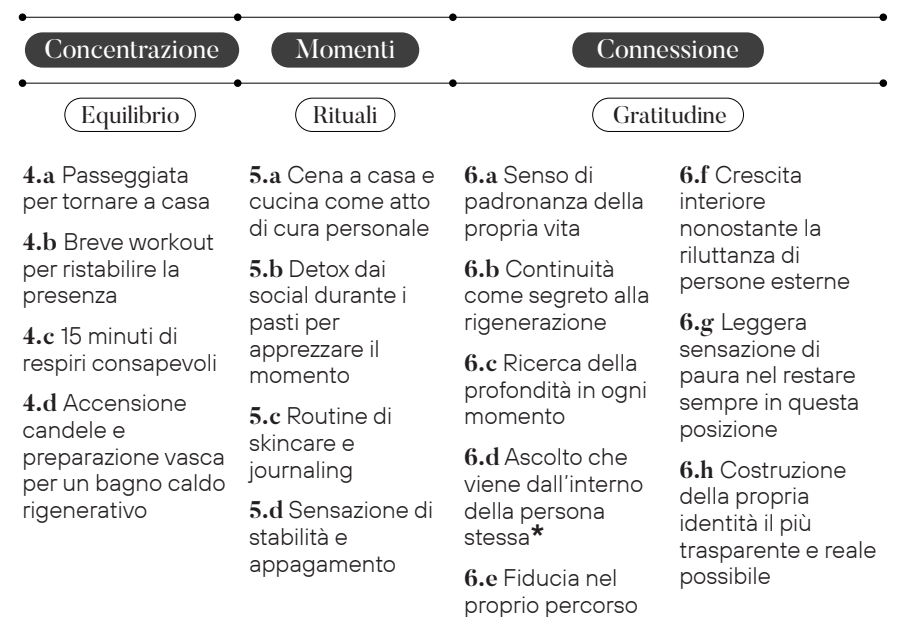 Concentrazione
Momenti
Connessione
Equilibrio
Rituali
Gratitudine
4.a Passeggiata
per tornare a casa
4.b Breve workout
per ristabilire la
presenza
4.c 15 minuti di
respiri consapevoli
4.d Accensione
candele e
preparazione vasca
per un bagno caldo
rigenerativo
5.a Cena a casa e
cucina come atto
di cura personale
5.b Detox dai
social durante i
pasti per
apprezzare il
momento
5.c Routine di
skincare e
journaling
5.d Sensazione di
stabilità e
appagamento
6.a Senso di
padronanza della
propria vita
6.b Continuità
come segreto alla
rigenerazione
6.c Ricerca della
profondità in ogni
momento
6.d Ascolto che
viene dall'interno
della persona
stessa*
6.e Fiducia nel
proprio percorso
6.f Crescita
interiore
nonostante la
riluttanza di
persone esterne
6.g Leggera
sensazione di
paura nel restare
sempre in questa
posizione
6.h Costruzione
della propria
identità il più
trasparente e reale
possibile